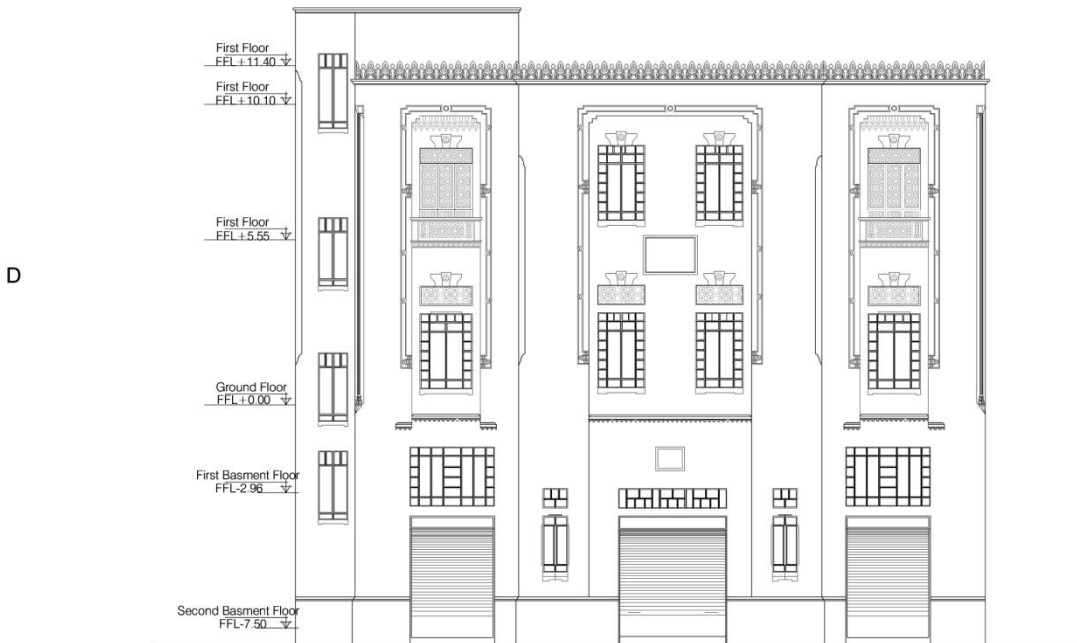 First Floor
FFL+11.40
First Floor
FFL+10.10
First Floor
FFL+5.55
D
Ground Floor
FFL+0.00
First Basment Floor
FFL-2.96
Second Basment Floor
FFL-7.50